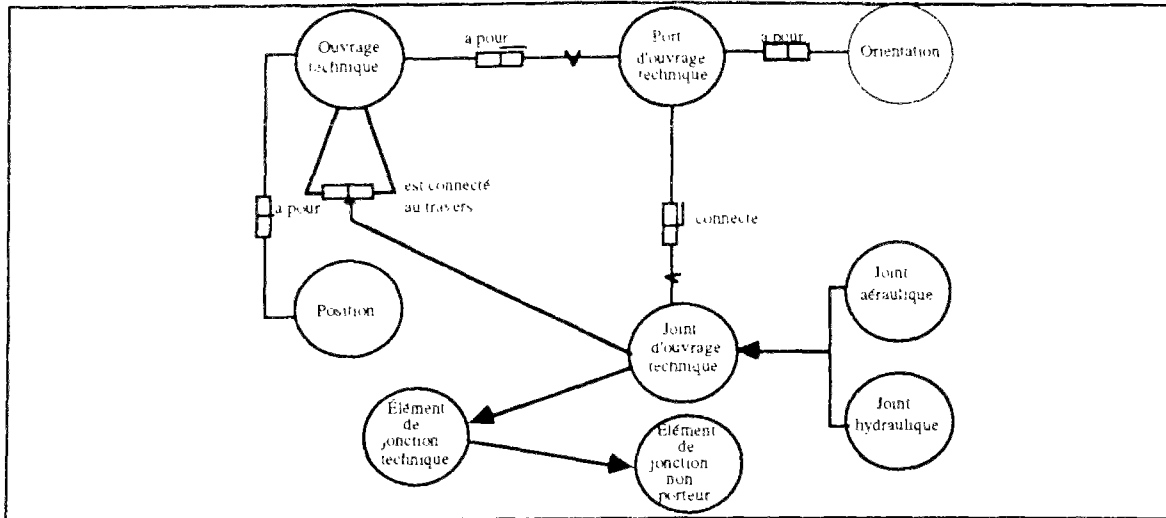 Ouvrage
technique
a pour
Port
d'ouvrage
technique
a pour
Orientation
est connecté
au travers
a pour
connecte
Position
Joint
aéraulique
Joint
d'ouvrage
technique
Joint
hydraulique
Élément
de
jonction
technique
Elément
de
jonction
non
porteur